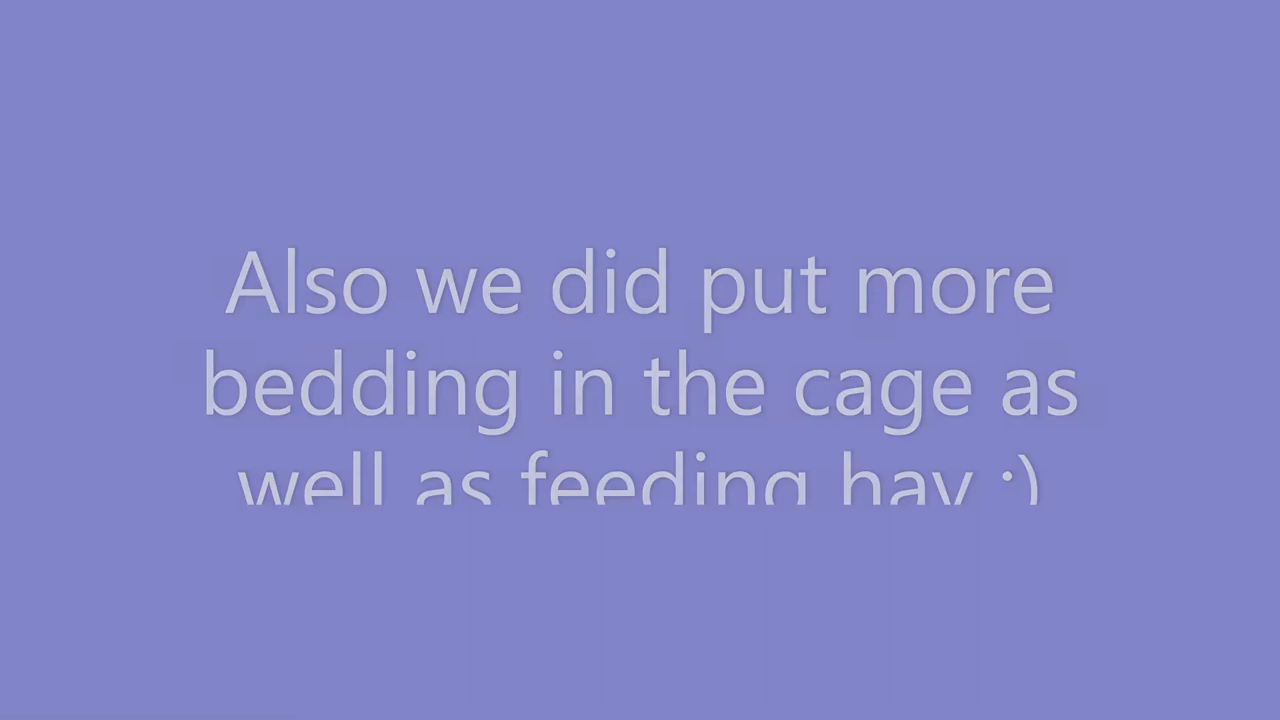 Also we did put more
bedding in the cage as
well as feeding hay :)